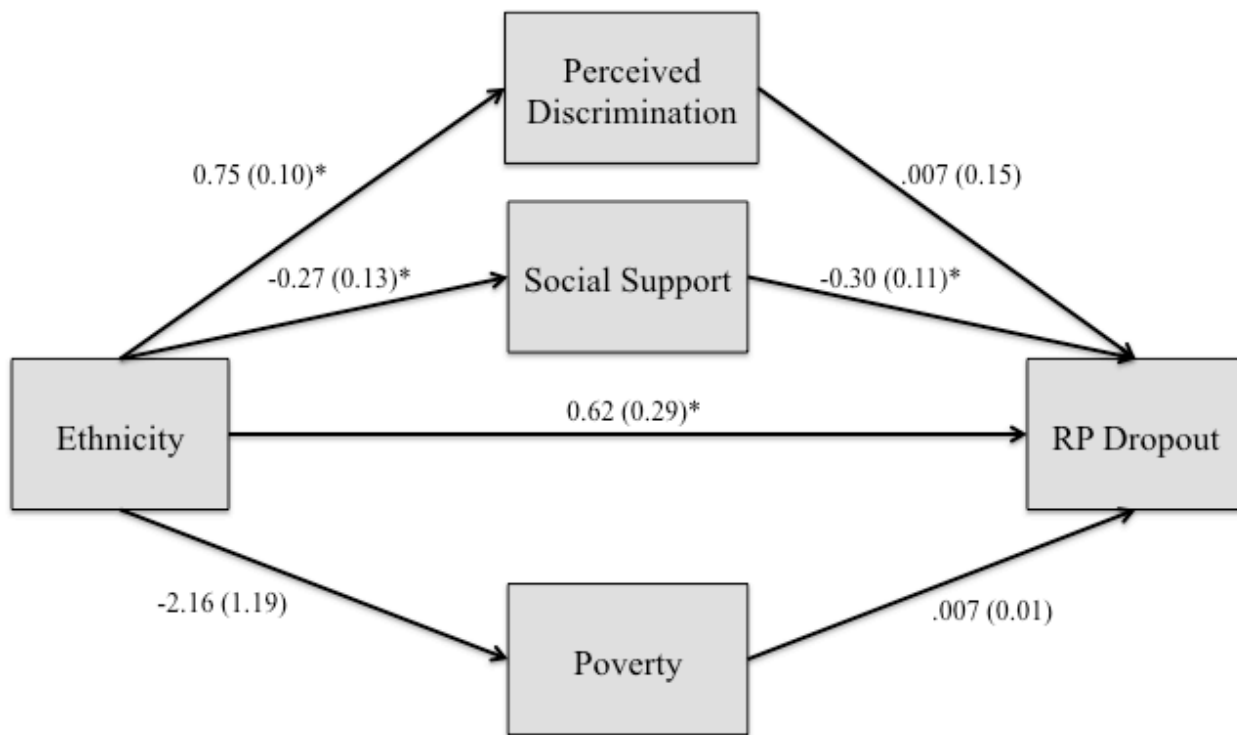 Perceived
Discrimination
0.75 (0.10)*
.007 (0.15)
Social Support
-0.27 (0.13)*
-0.30 (0.11)*
Ethnicity
0.62 (0.29)*
RP Dropout
-2.16 (1.19)
.007 (0.01)
Poverty